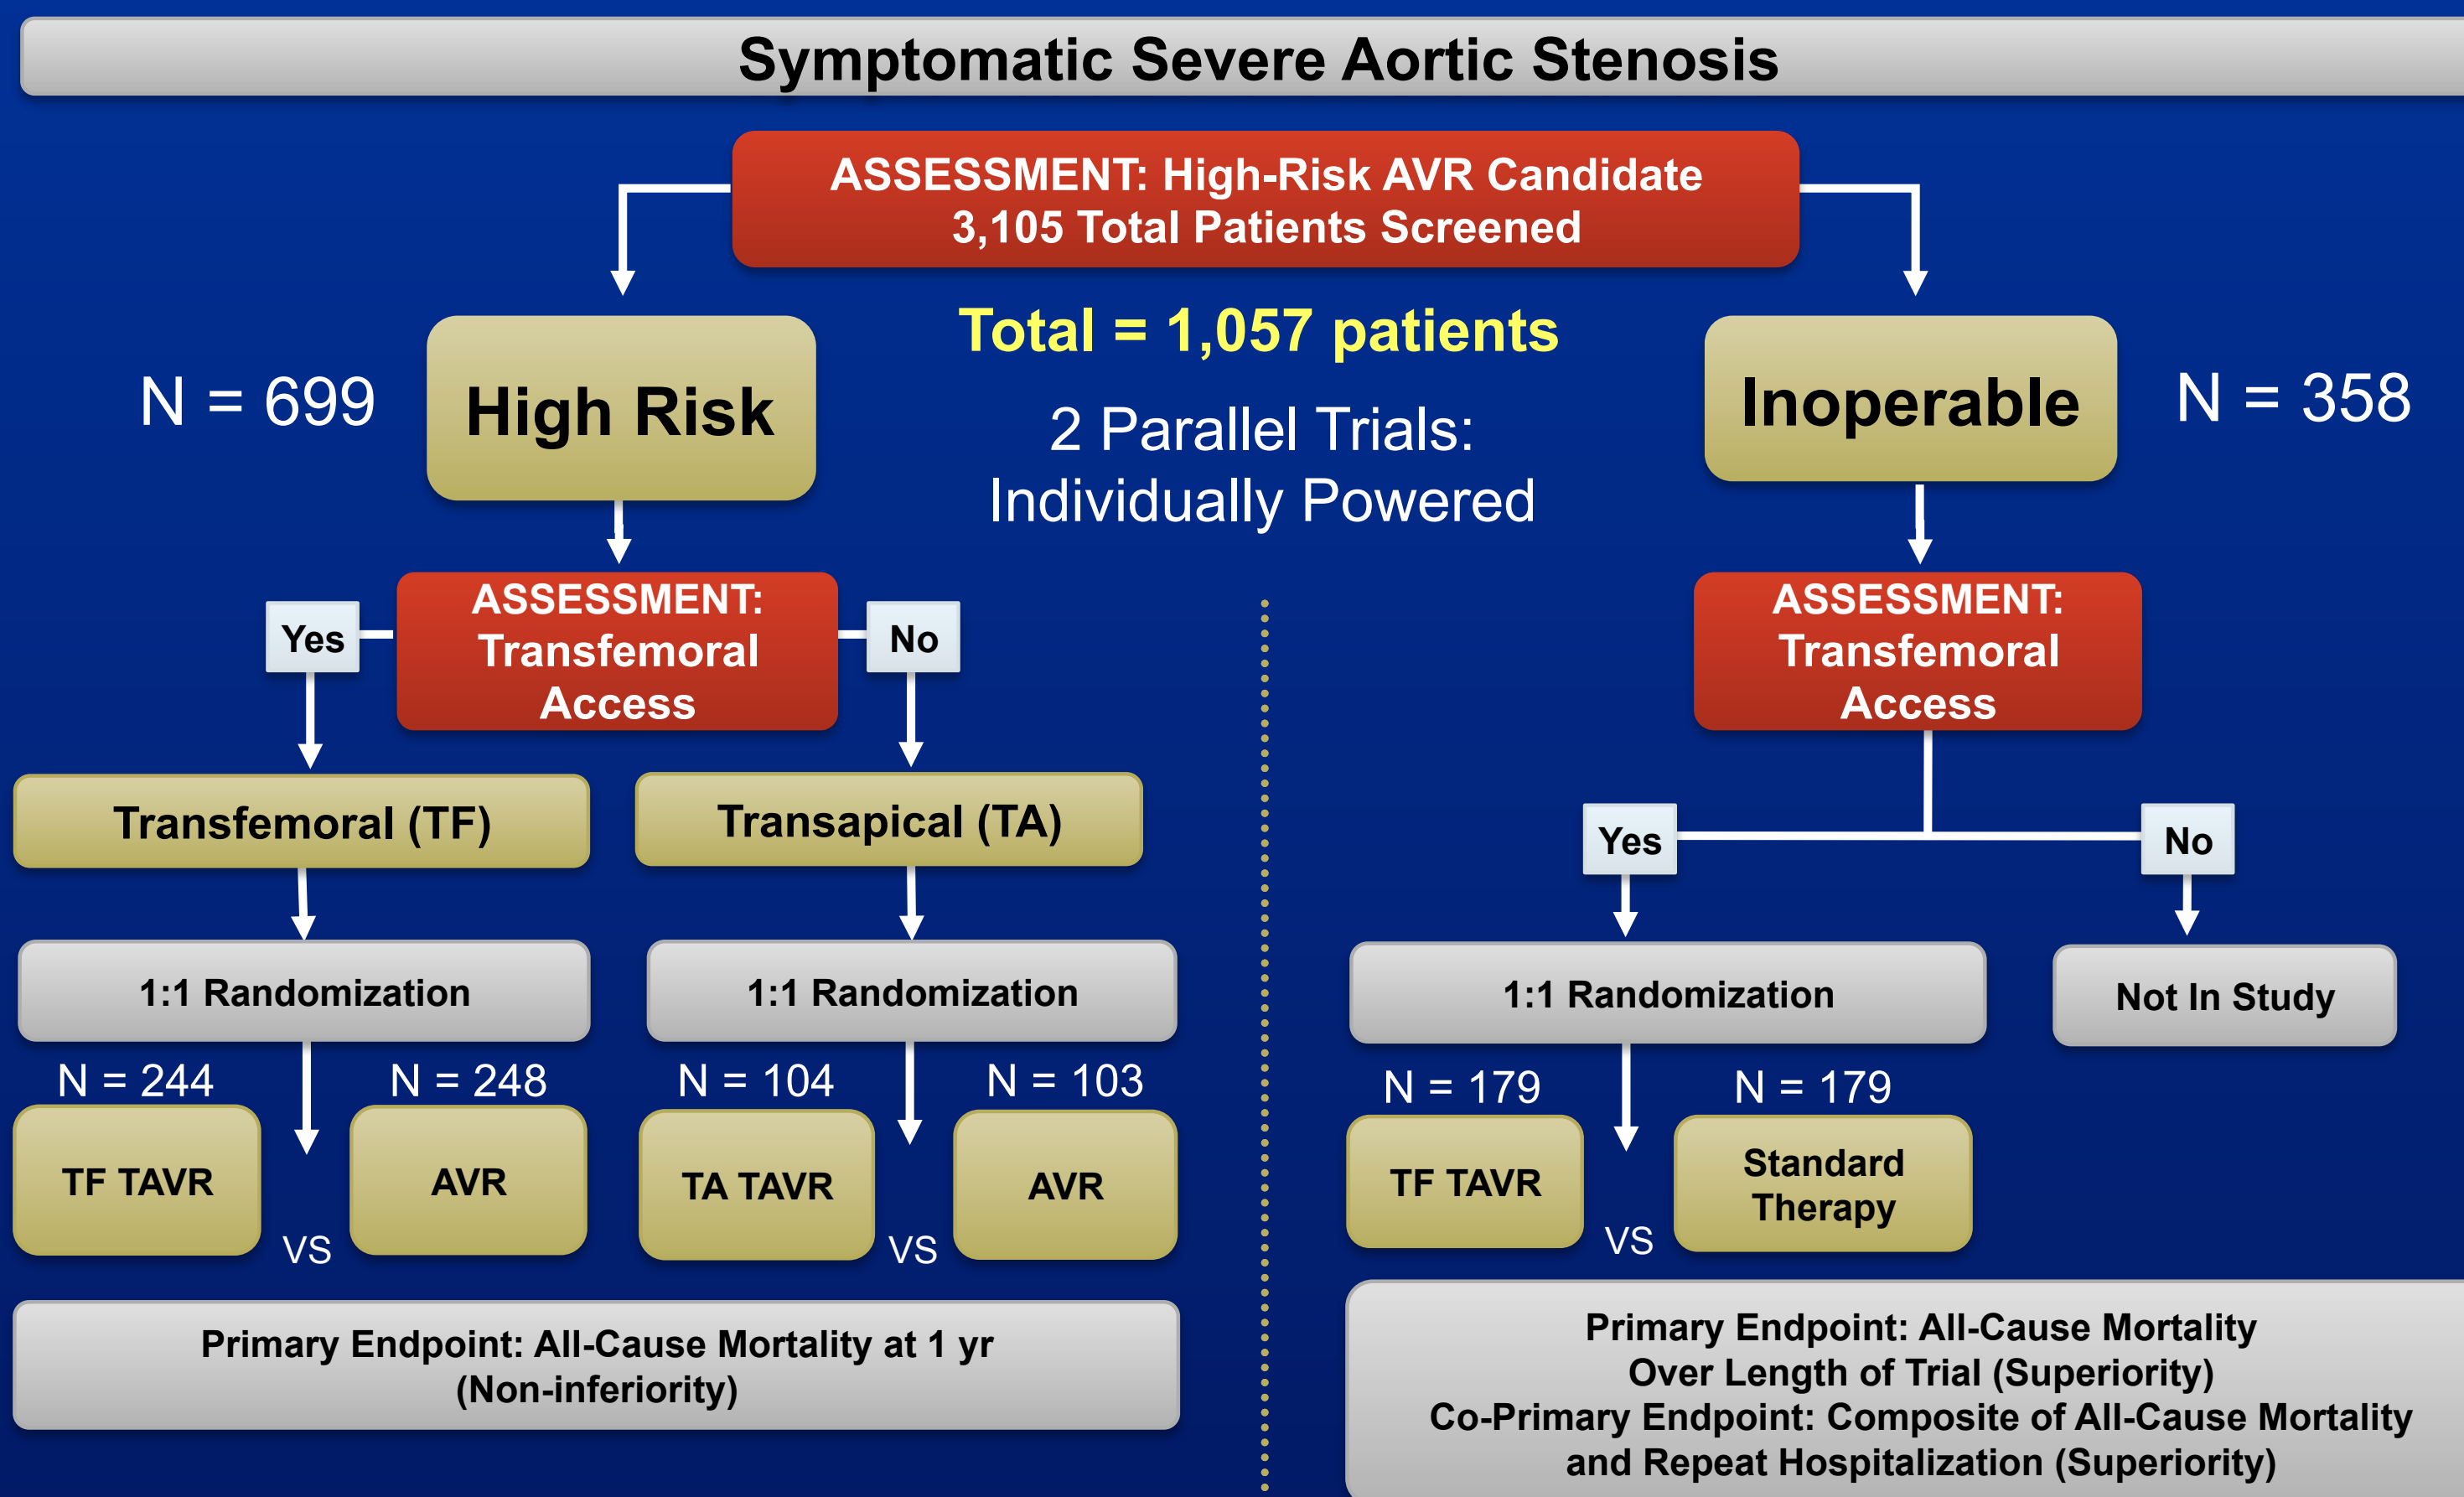 Symptomatic Severe Aortic Stenosis
ASSESSMENT: High-Risk AVR Candidate
3,105 Total Patients Screened
Total = 1,057 patients
2 Parallel Trials:
Individually Powered
N = 699
High Risk
Inoperable
N = 358
ASSESSMENT:
Transfemoral
Access
Yes
No
Transfemoral (TF)
Transapical (TA)
1:1 Randomization
1:1 Randomization
N = 244
N = 248
N = 104
N = 103
TF TAVR
VS
AVR
TA TAVR
VS
AVR
Primary Endpoint: All-Cause Mortality at 1 yr
(Non-inferiority)
ASSESSMENT:
Transfemoral
Access
Yes
No
1:1 Randomization
Not In Study
N = 179
N = 179
TF TAVR
VS
Standard
Therapy
Primary Endpoint: All-Cause Mortality
Over Length of Trial (Superiority)
Co-Primary Endpoint: Composite of All-Cause Mortality
and Repeat Hospitalization (Superiority)